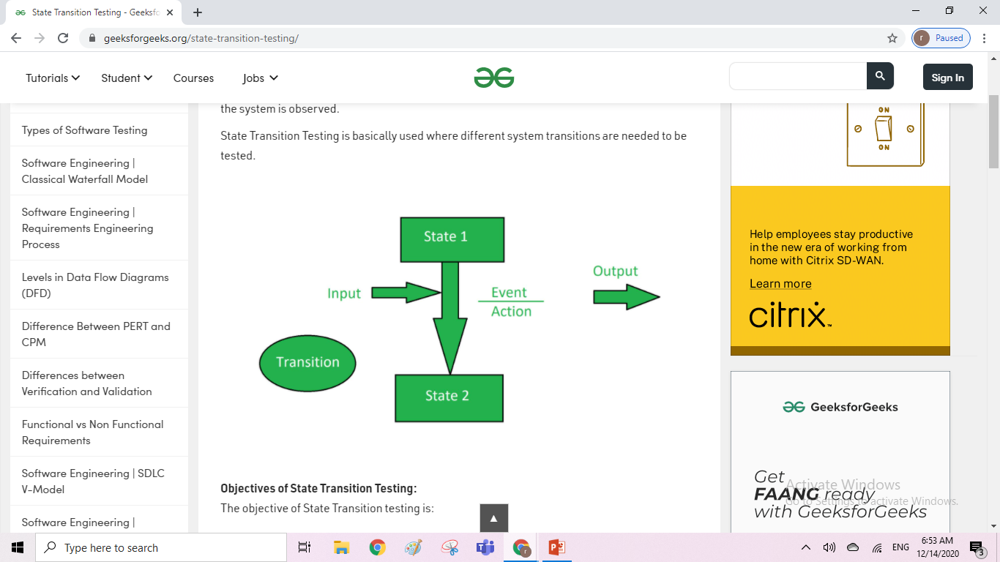 State Transition Testing - Geeksfo
geeksforgeeks.org/state-transition-testing/
r
Paused
Tutorials
Student
Courses
Jobs
Sign In
the system is observed.
State Transition Testing is basically used where different system transitions are needed to be
tested.
Types of Software Testing
Software Engineering |
Classical Waterfall Model
Software Engineering |
Requirements Engineering
Process
Levels in Data Flow Diagrams
(DFD)
Difference Between PERT and
CPM
Differences between
Verification and Validation
Functional vs Non Functional
Requirements
Software Engineering | SDLC
V-Model
Software Engineering |
State 1
Input
Event
Action
Output
Transition
State 2
Objectives of State Transition Testing:
The objective of State Transition testing is:
ON
ON
Help employees stay productive
in the new era of working from
home with Citrix SD-WAN.
Learn more
citrix™
GeeksforGeeks
Get
FAANG ready
with GeeksforGeeks
Activate Windows
Go to Settings to activate Windows.
Type here to search
ENG
6:53 AM
12/14/2020
3